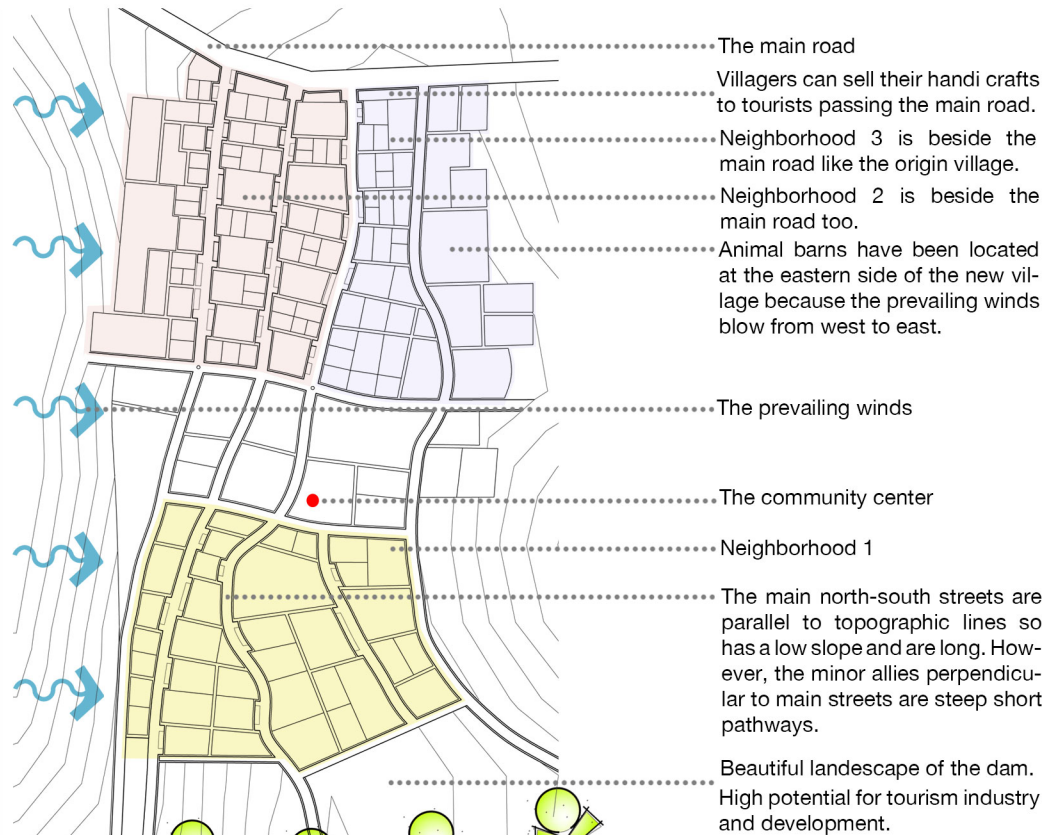 The main road
Villagers can sell their handi crafts
to tourists passing the main road.
Neighborhood 3 is beside the
main road like the origin village.
Neighborhood 2 is beside the
main road too.
Animal barns have been located
at the eastern side of the new vil-
lage because the prevailing winds
blow from west to east.
The prevailing winds
The community center
Neighborhood 1
The main north-south streets are
parallel to topographic lines so
has a low slope and are long. How-
ever, the minor allies perpendicu-
lar to main streets are steep short
pathways.
Beautiful landscape of the dam.
High potential for tourism industry
and development.